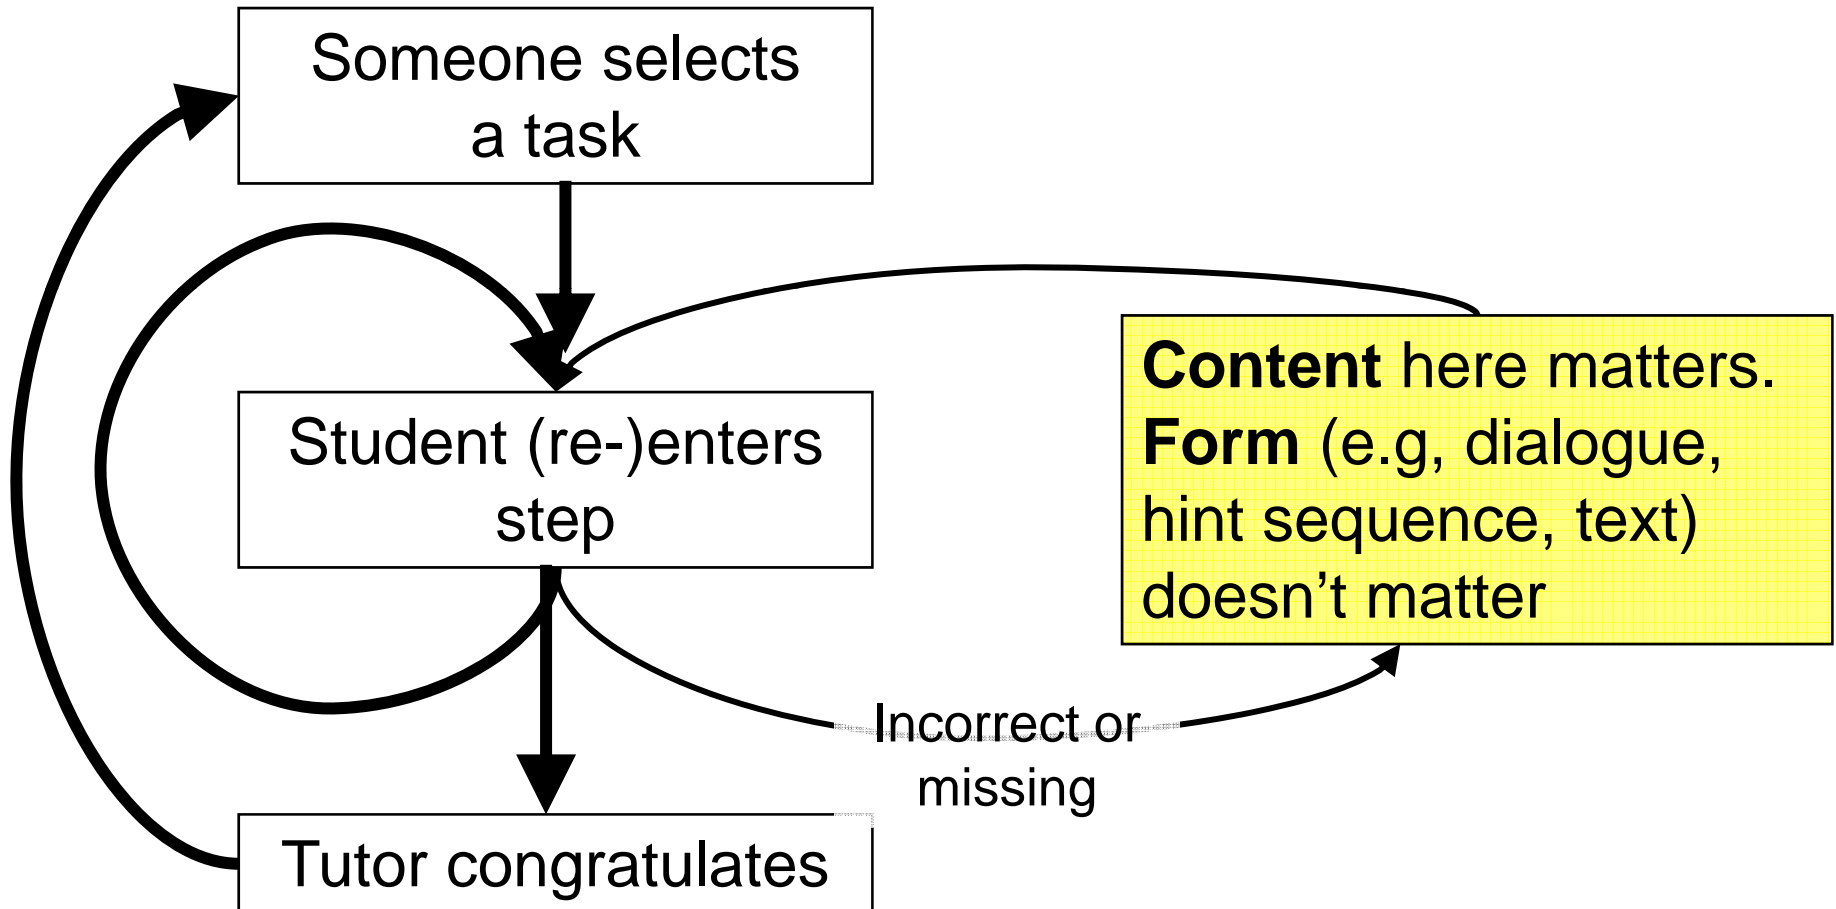 Someone selects
a task
Student (re-)enters
step
Content here matters.
Form (e.g, dialogue,
hint sequence, text)
doesn’t matter
Incorrect or
missing
Tutor congratulates